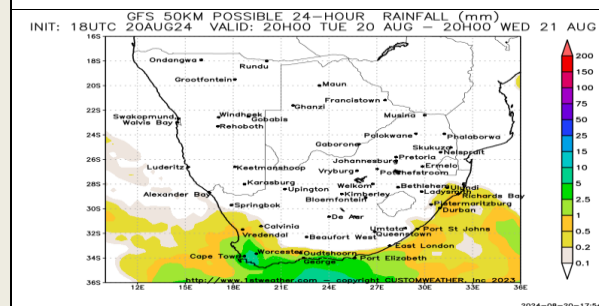 GFS 50KM POSSIBLE 24-HOUR RAINFALL (mm)
INIT: 18UTC 20AUG24 VALID: 20H00 TUE 20 AUG - 20H00 WED 21 AUG
16S
Ondangwa
Rundu
200
18S
150
Grootfontein
Maun
100
20S
Francistown
75
Ghanzi
50
22S
Swakopmund
Windhoek
Gobabis
Musina
25
Walvis Bay
Rehoboth
20
24S
Polokwane
Phalaborwa
15
Gaborone
Skukuza
Pretoria
Nelspruit
10
26S
Johannesburg
Luderitz
Keetmanshoop
Vryburg
Ermelo
Potchefstroom
5
28S
Karasburg
Welkom
Bethlehem
Ulundi
2.5
Alexander Bay
Upington
Kimberley
Ladysmith
Richards Bay
Bloemfontein
1
30S
Springbok
Pietermaritzburg
Durban
De Aar
0.5
Calvinia
Umtata
Port St Johns
32S
Vredendal
Beaufort West
Queenstown
0.2
East London
Worcester
Oudtshoorn
0.1
34S
Cape Town
George
Port Elizabeth
http://www.1stweather.com - copyright CUSTOMWEATHER, Inc 2023
36S
12E 15E 18E 21E 24E 27E 30E 33E 36E